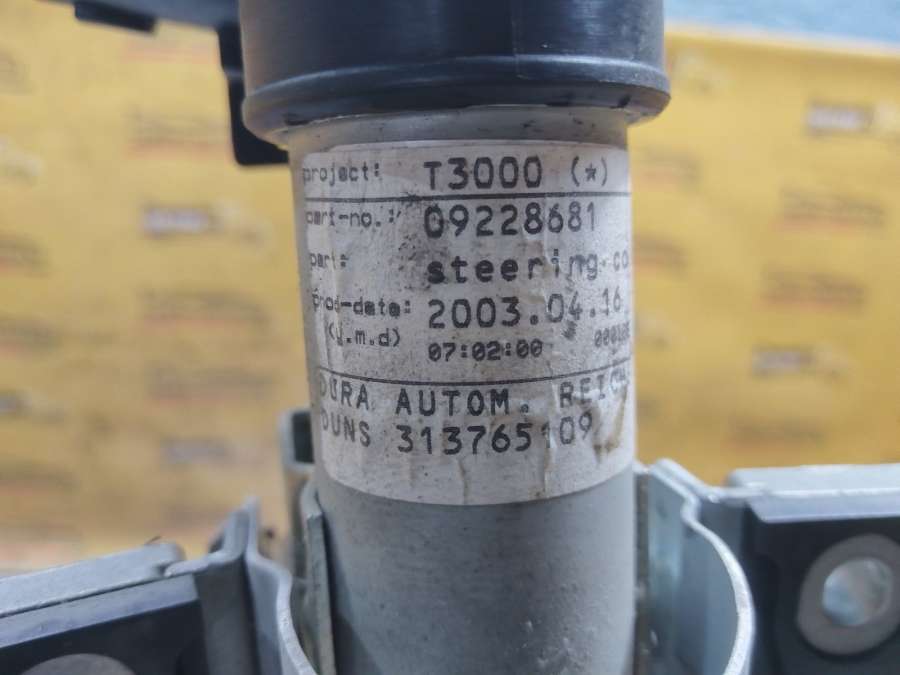 project: T3000 (*)
part-no.: 09228681
part: steering-co
prod-date: 2003.04.16
(y.m.d) 07:02:00
DURA AUTOM. REICH
DUNS 313765109